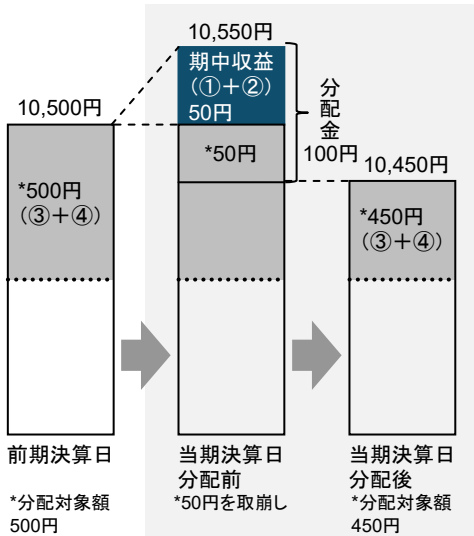 10,500円
*500円
（③＋④）
前期決算日
*分配対象額
500円
10,550円
期中収益
（①＋②）
50円
*50円
分配金
100円
当期決算日
分配前
*50円を取崩し
10,450円
*450円
（③＋④）
当期決算日
分配後
*分配対象額
450円